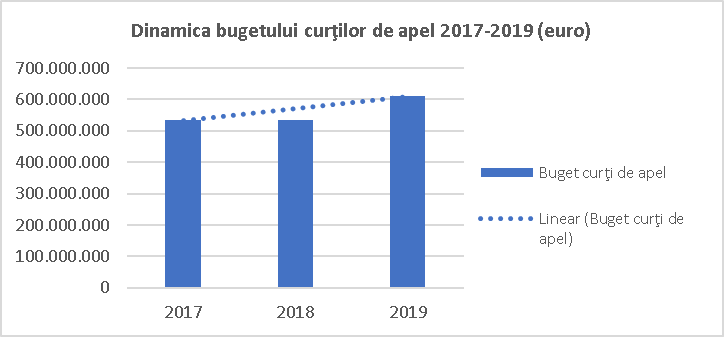 Dinamica bugetului curţilor de apel 2017-2019 (euro)
700.000.000
600.000.000
500.000.000
400.000.000
300.000.000
200.000.000
100.000.000
0
2017 2018 2019
Buget curţi de apel
Linear (Buget curţi de
apel)